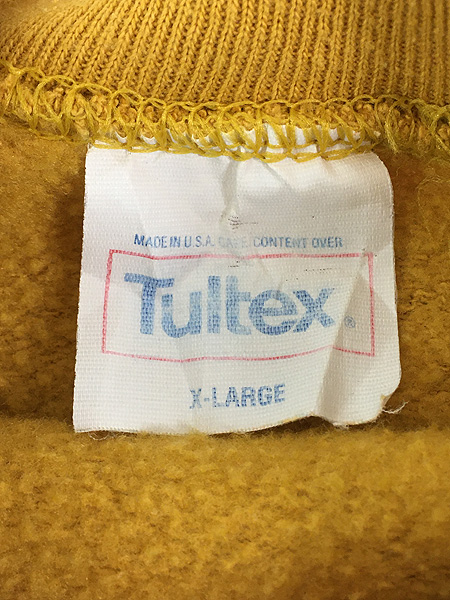 MADE IN U.S.A. CARE/CONTENT OVER
Tultex®
X-LARGE